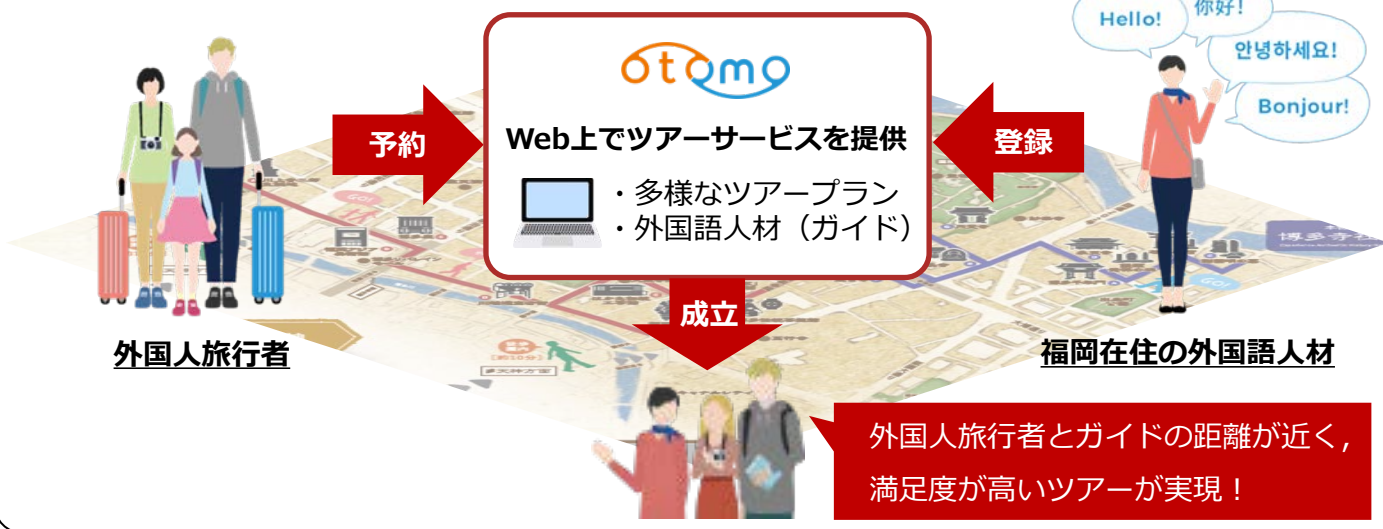 Hello!
你好!
안녕하세요!
Bonjour!
otomo
予約
Web上でツアーサービスを提供
登録
・多様なツアープラン
・外国語人材（ガイド）
GO!
GO!
成立
外国人旅行者
福岡在住の外国語人材
外国人旅行者とガイドの距離が近く,
満足度が高いツアーが実現！